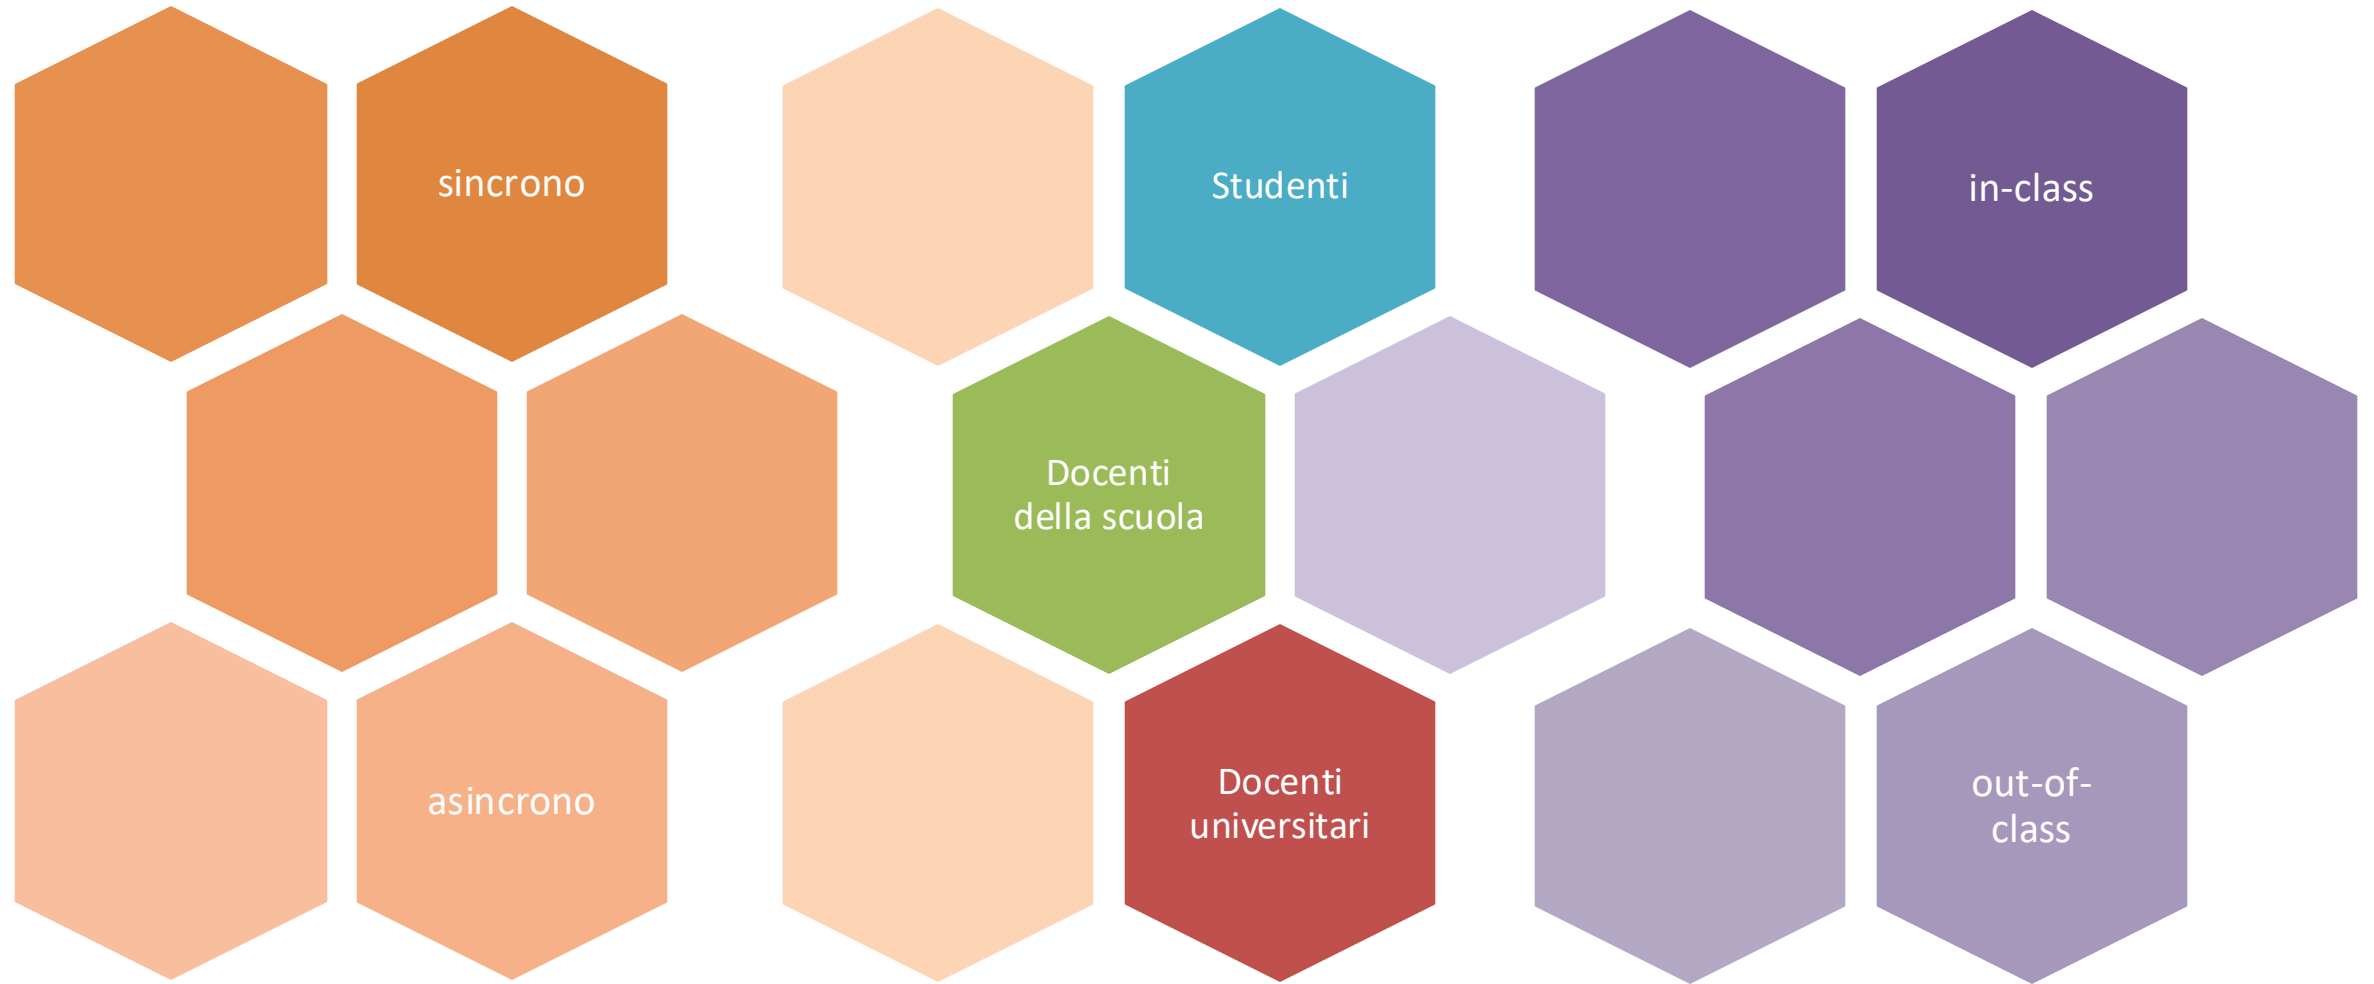 sincrono
Studenti
in-class
Docenti
della scuola
asincrono
Docenti
universitari
out-of-
class